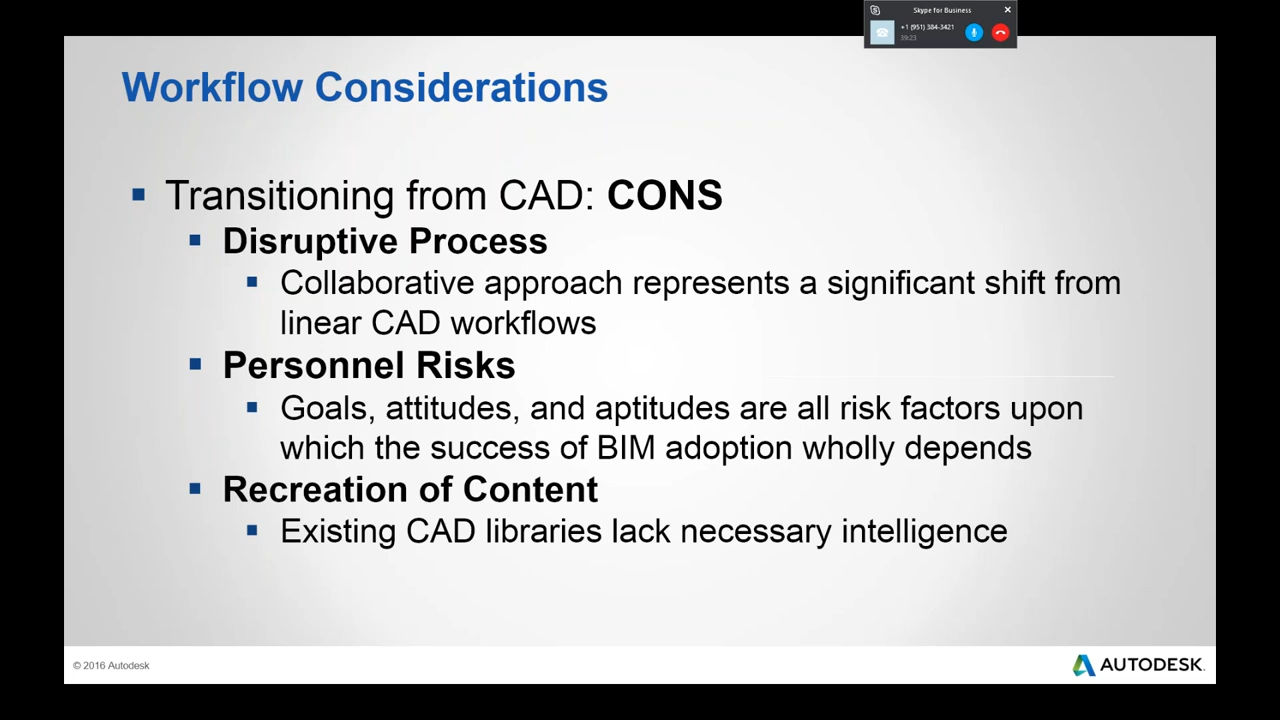 Skype for Business
+1 (951) 384-3421
39:23
Workflow Considerations
Transitioning from CAD: CONS
Disruptive Process
Collaborative approach represents a significant shift from
linear CAD workflows
Personnel Risks
Goals, attitudes, and aptitudes are all risk factors upon
which the success of BIM adoption wholly depends
Recreation of Content
Existing CAD libraries lack necessary intelligence
© 2016 Autodesk
AUTODESK.